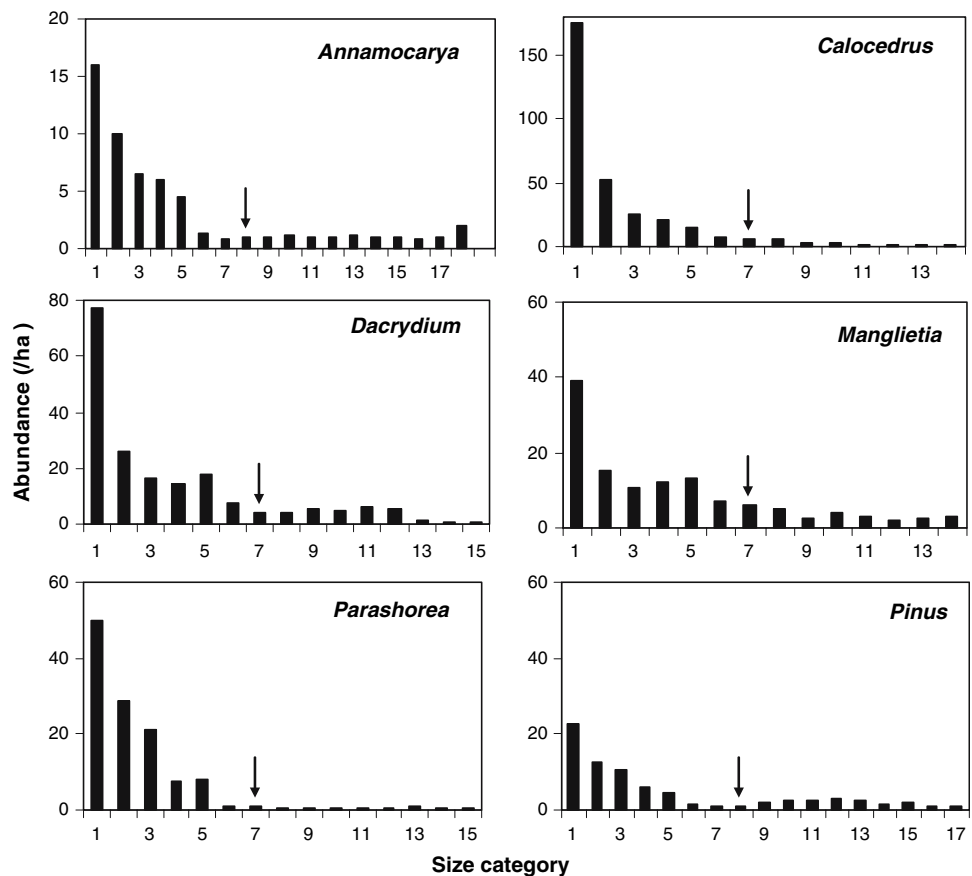 Abundance (/ha )
Annamocarya
20
15
10
5
0
1 3 5 7 9 11 13 15 17
Calocedrus
150
100
50
0
1 3 5 7 9 11 13
Dacrydium
80
60
40
20
0
1 3 5 7 9 11 13 15
Manglietia
60
40
20
0
1 3 5 7 9 11 13
Parashorea
60
40
20
0
1 3 5 7 9 11 13 15
Pinus
60
40
20
0
1 3 5 7 9 11 13 15 17
Size category